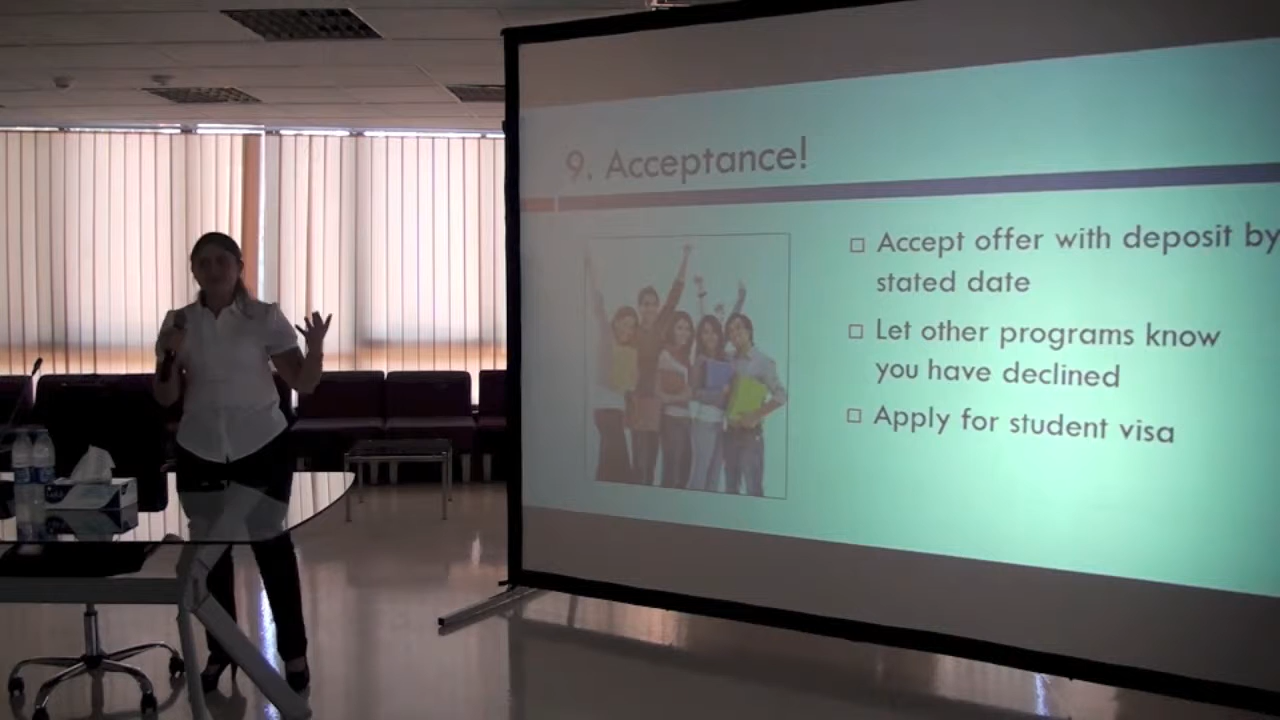 9. Acceptance!
Accept offer with deposit by
stated date
Let other programs know
you have declined
Apply for student visa